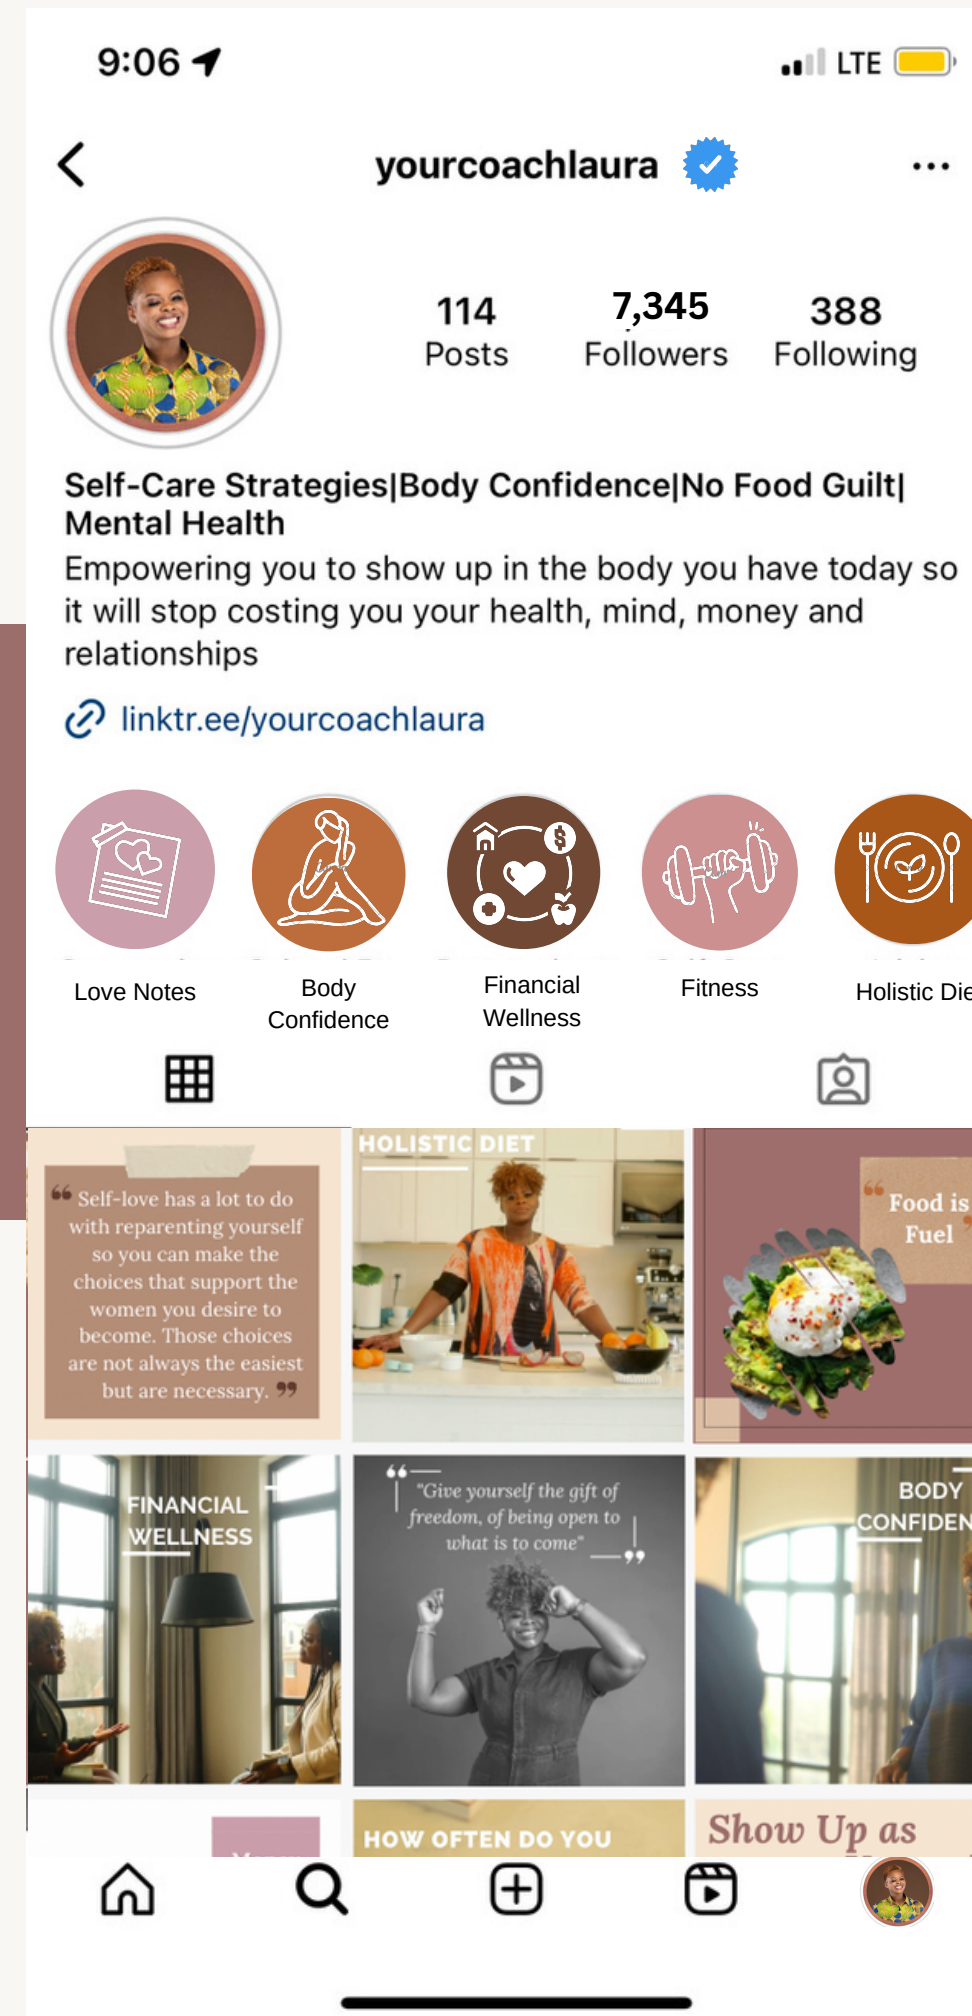 9:06
LTE
yourcoachlaura
114
7,345
388
Posts
Followers
Following
Self-Care Strategies|Body Confidence|No Food Guilt|
Mental Health
Empowering you to show up in the body you have today so
it will stop costing you your health, mind, money and
relationships
linktr.ee/yourcoachlaura
Love Notes
Body
Confidence
Financial
Wellness
Fitness
Holistic Die
“ Self-love has a lot to do
with reparenting yourself
so you can make the
choices that support the
women you desire to
become. Those choices
are not always the easiest
but are necessary. ”
HOLISTIC DIET
“ Food is
Fuel ”
FINANCIAL
WELLNESS
“
"Give yourself the gift of
freedom, of being open to
what is to come"
”
BODY
CONFIDEN
HOW OFTEN DO YOU
Show Up as